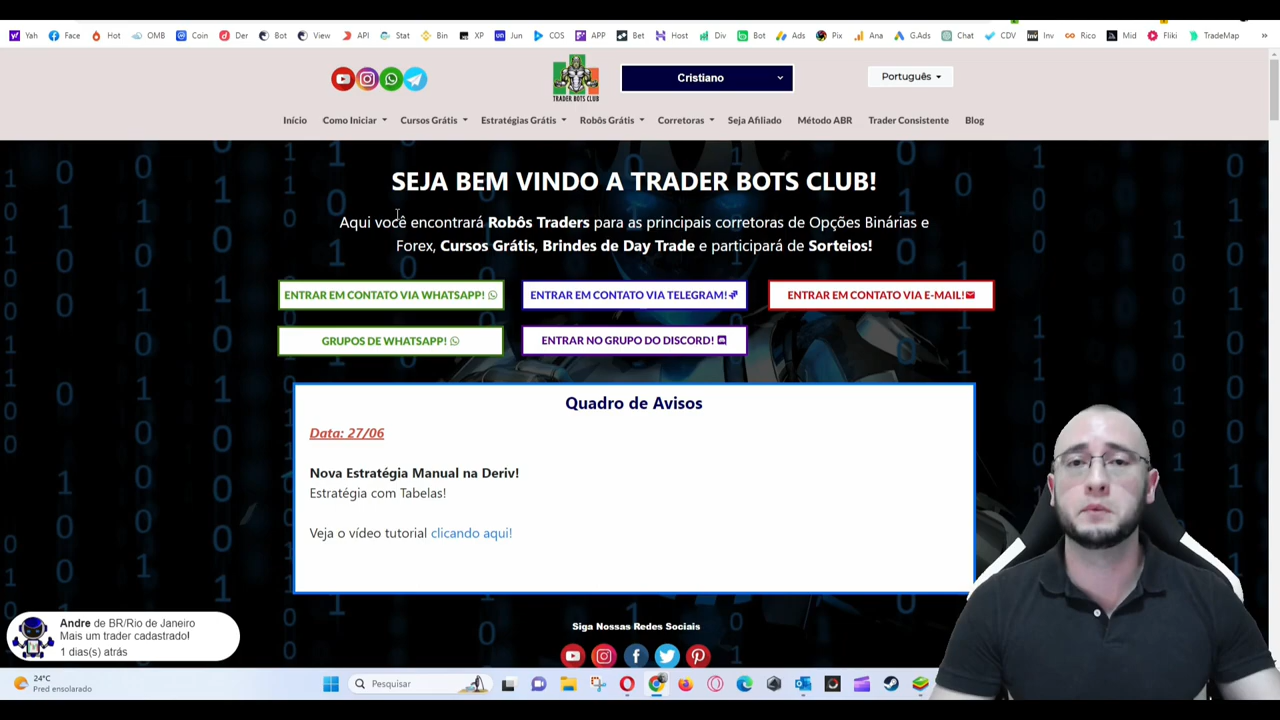 Yah Face Hot OMB Coin Der Bot View API Stat Bin XP Jun COS APP Bet Host Div Bot Ads Pix Ana G.Ads Chat CDV Inv Rico Mid Fliki TradeMap »
TRADER BOTS CLUB
Cristiano
Português
Início Como Iniciar Cursos Grátis Estratégias Grátis Robôs Grátis Corretoras Seja Afiliado Método ABR Trader Consistente Blog
SEJA BEM VINDO A TRADER BOTS CLUB!
Aqui você encontrará Robôs Traders para as principais corretoras de Opções Binárias e
Forex, Cursos Grátis, Brindes de Day Trade e participará de Sorteios!
ENTRAR EM CONTATO VIA WHATSAPP! ENTRAR EM CONTATO VIA TELEGRAM! ENTRAR EM CONTATO VIA E-MAIL!
GRUPOS DE WHATSAPP! ENTRAR NO GRUPO DO DISCORD!
Quadro de Avisos
Data: 27/06
Nova Estratégia Manual na Deriv!
Estratégia com Tabelas!
Veja o vídeo tutorial clicando aqui!
Andre de BR/Rio de Janeiro
Mais um trader cadastrado!
1 dias(s) atrás
Siga Nossas Redes Sociais
24°C
Pred ensolarado
Pesquisar